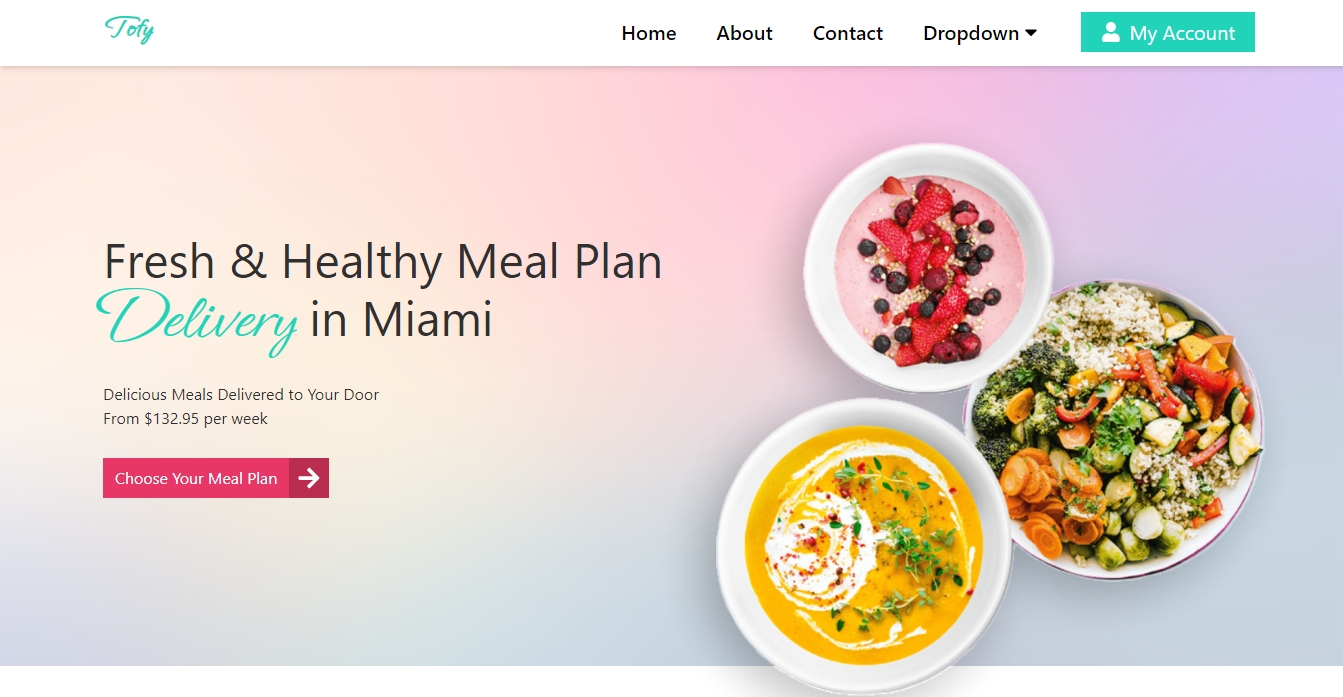 Tofy
Home
About
Contact
Dropdown
My Account
Fresh & Healthy Meal Plan
Delivery in Miami
Delicious Meals Delivered to Your Door
From $132.95 per week
Choose Your Meal Plan